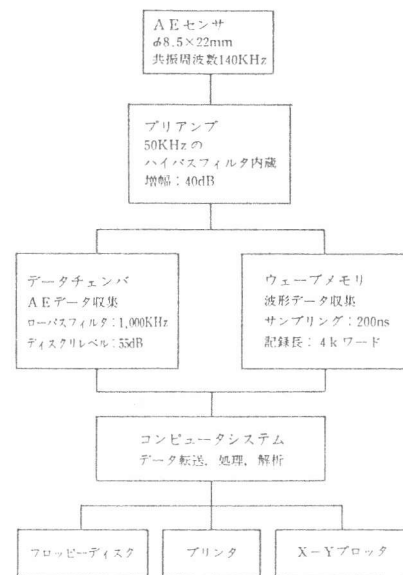 AEセンサ
φ8.5×22mm
共振周波数140KHz
プリアンプ
50KHzの
ハイパスフィルタ内蔵
増幅：40dB
データチェンバ
AEデータ収集
ローパスフィルタ：1,000KHz
ディスクリレベル：55dB
ウェーブメモリ
波形データ収集
サンプリング：200ns
記録長：4kワード
コンピュータシステム
データ転送，処理，解析
フロッピーディスク
プリンタ
X－Yプロッタ